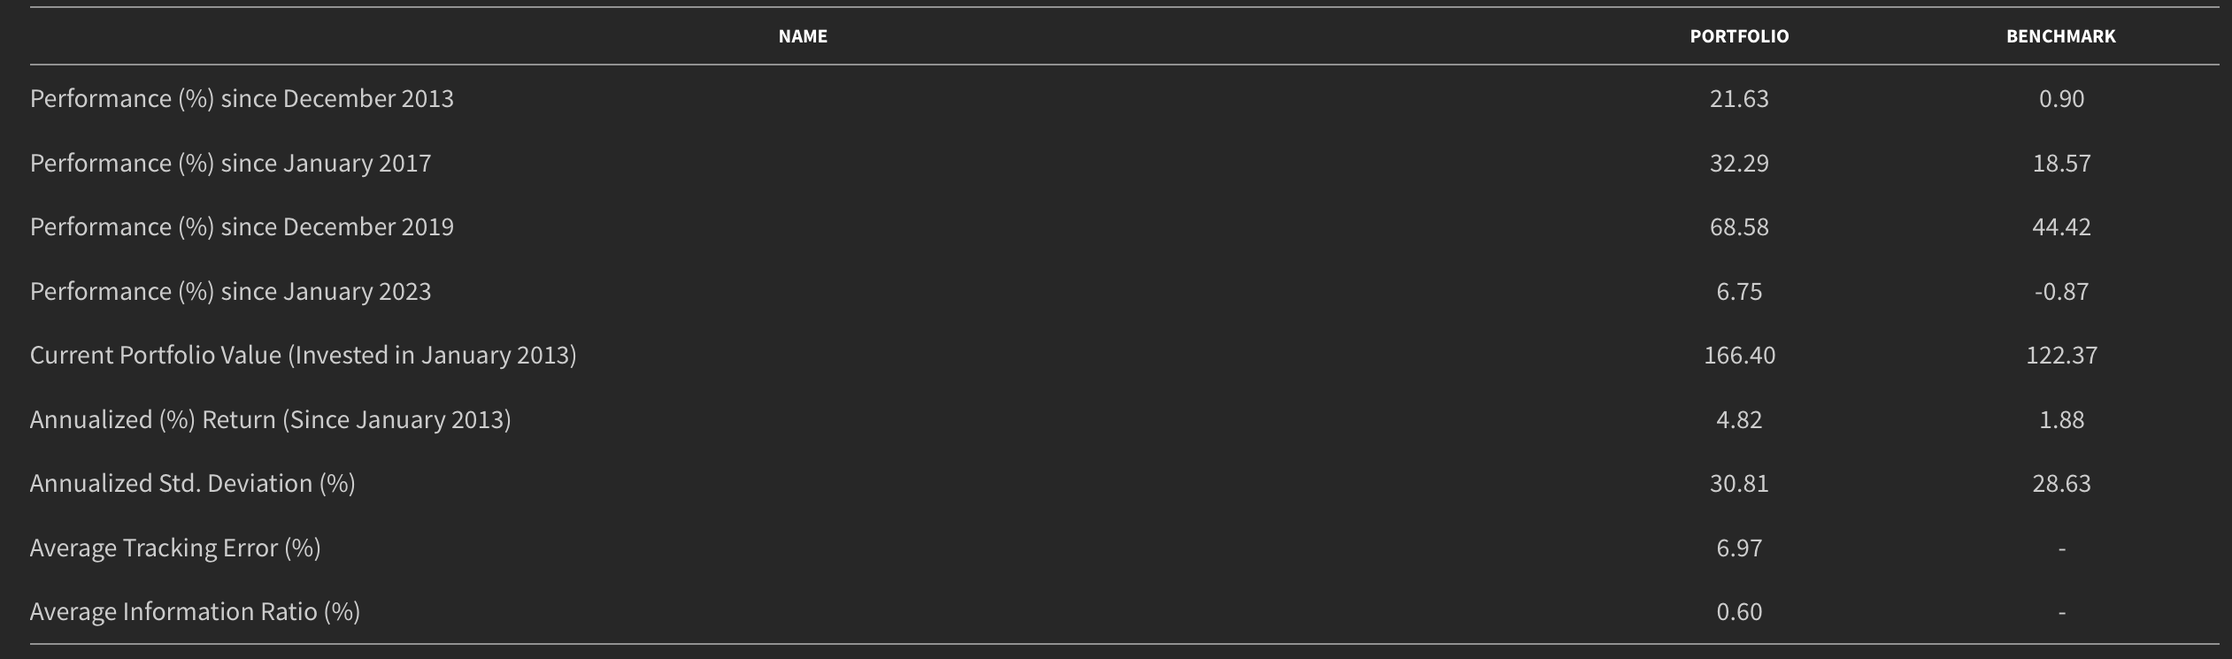 NAME PORTFOLIO BENCHMARK
Performance (%) since December 2013 21.63 0.90
Performance (%) since January 2017 32.29 18.57
Performance (%) since December 2019 68.58 44.42
Performance (%) since January 2023 6.75 -0.87
Current Portfolio Value (Invested in January 2013) 166.40 122.37
Annualized (%) Return (Since January 2013) 4.82 1.88
Annualized Std. Deviation (%) 30.81 28.63
Average Tracking Error (%) 6.97 -
Average Information Ratio (%) 0.60 -